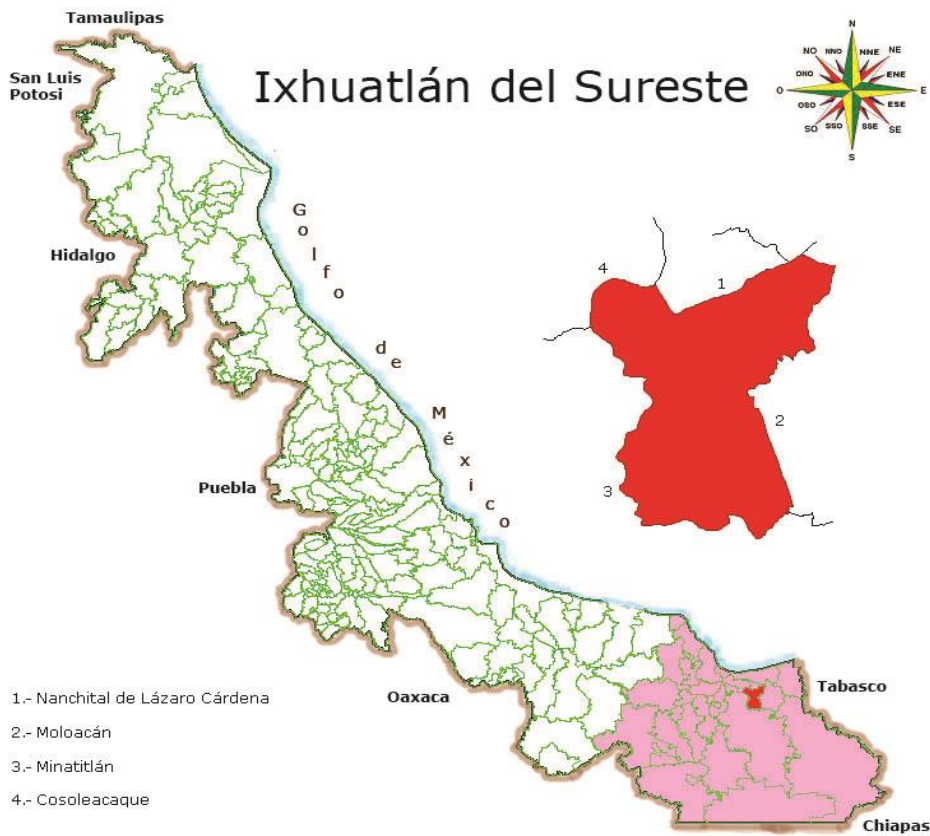 Tamaulipas
San Luis
Potosi
Ixhuatlán del Sureste
N
NNO
NNE
NO
NE
ONO
ENE
O
E
OSO
ESE
SO
SSO
SSE
SE
S
Golfo de México
Hidalgo
4
1
2
3
Puebla
Oaxaca
Tabasco
Chiapas
1.- Nanchital de Lázaro Cárdena
2.- Moloacán
3.- Minatitlán
4.- Cosoleacaque